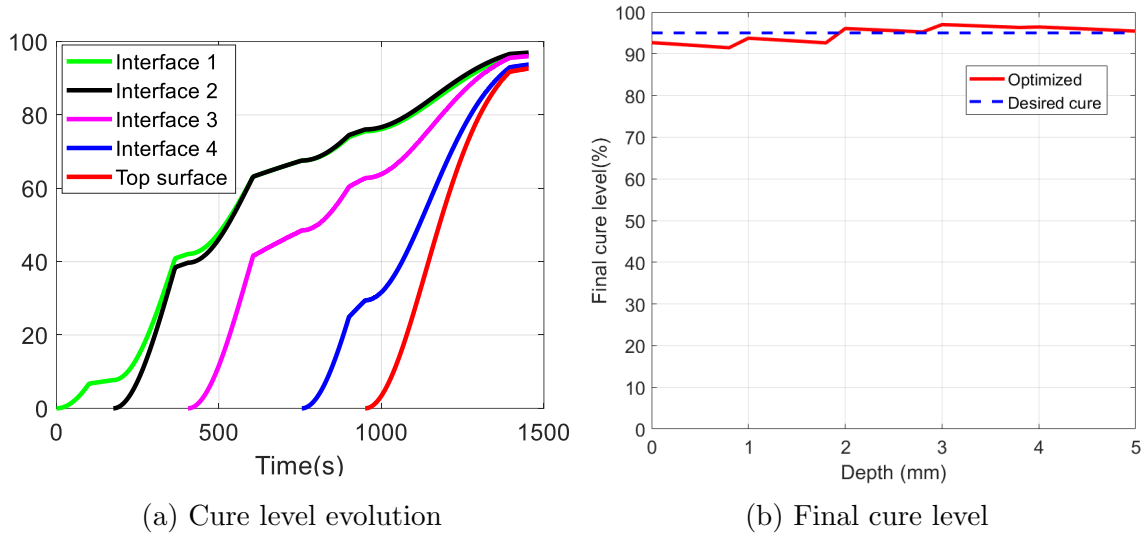 100
80
60
40
20
0
Interface 1
Interface 2
Interface 3
Interface 4
Top surface
0 500 1000 1500
Time(s)
(a) Cure level evolution
Final cure level(%)
100
90
80
70
60
50
40
30
20
10
0
Optimized
Desired cure
0 1 2 3 4 5
Depth (mm)
(b) Final cure level